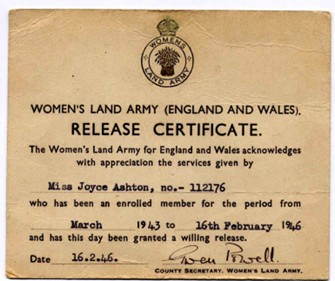 WOMEN'S
LAND ARMY
WOMEN'S LAND ARMY (ENGLAND AND WALES).
RELEASE CERTIFICATE.
The Women's Land Army for England and Wales acknowledges
with appreciation the services given by
Miss Joyce Ashton, no.- 112176
who has been an enrolled member for the period from
March 1943 to 16th February 1946
and has this day been granted a willing release.
Date 16.2.46. Gwen Powell
COUNTY SECRETARY, WOMEN'S LAND ARMY.